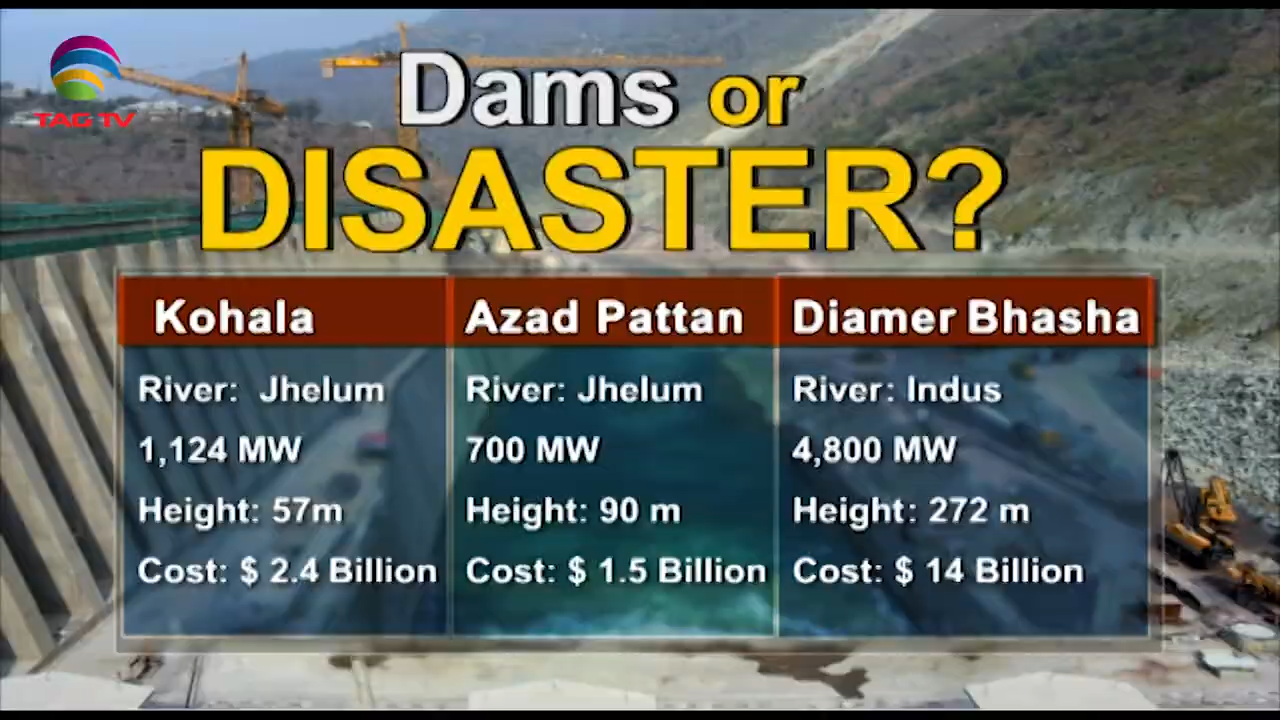 TAG TV
Dams or
DISASTER?
Kohala
River: Jhelum
1,124 MW
Height: 57m
Cost: $ 2.4 Billion
Azad Pattan
River: Jhelum
700 MW
Height: 90 m
Cost: $ 1.5 Billion
Diamer Bhasha
River: Indus
4,800 MW
Height: 272 m
Cost: $ 14 Billion